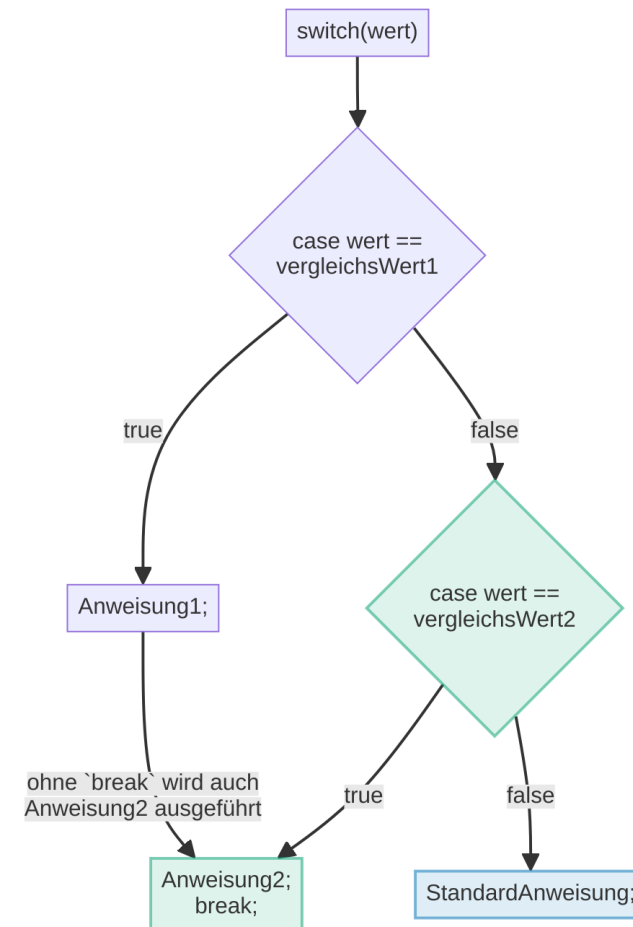 switch(wert)
case wert ==
vergleichsWert1
true
false
Anweisung1;
case wert ==
vergleichsWert2
ohne `break` wird auch
Anweisung2 ausgeführt
true
false
Anweisung2;
break;
StandardAnweisung;